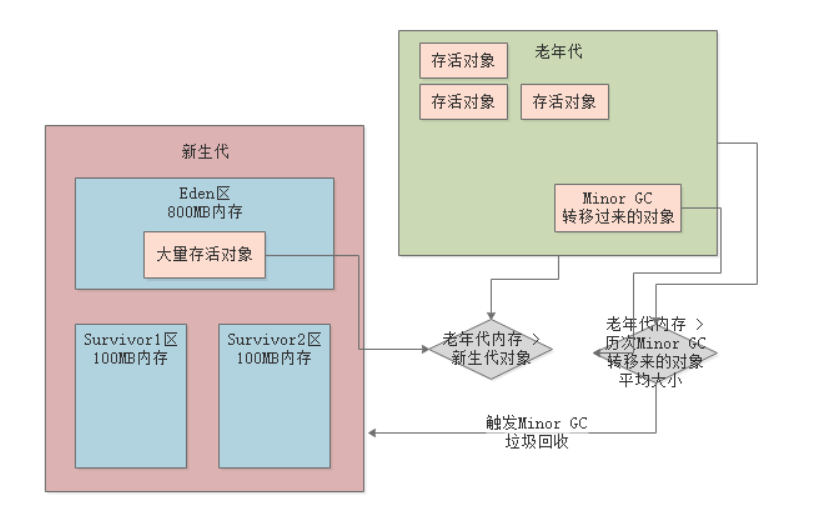 老年代
存活对象
存活对象
存活对象
Minor GC
转移过来的对象
新生代
Eden区
800MB内存
大量存活对象
Survivor1区
100MB内存
Survivor2区
100MB内存
老年代内存 >
新生代对象
老年代内存 >
历次Minor GC
转移来的对象
平均大小
触发Minor GC
垃圾回收